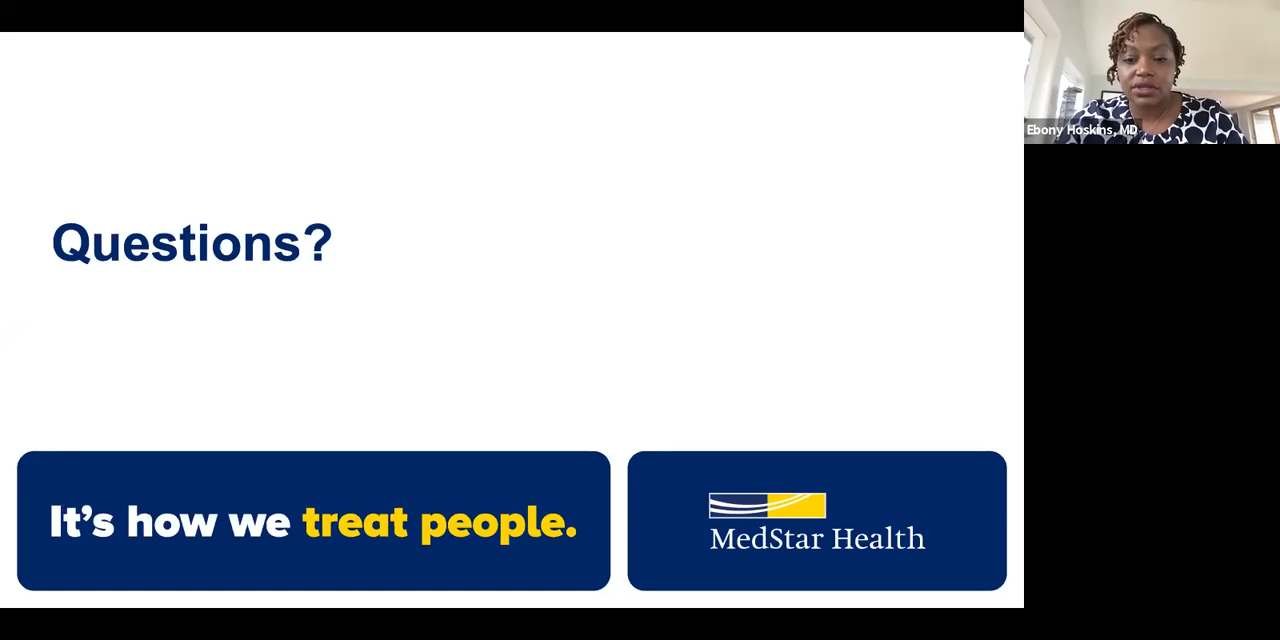 Ebony Hoskins, MD
Questions?
It’s how we treat people.
MedStar Health